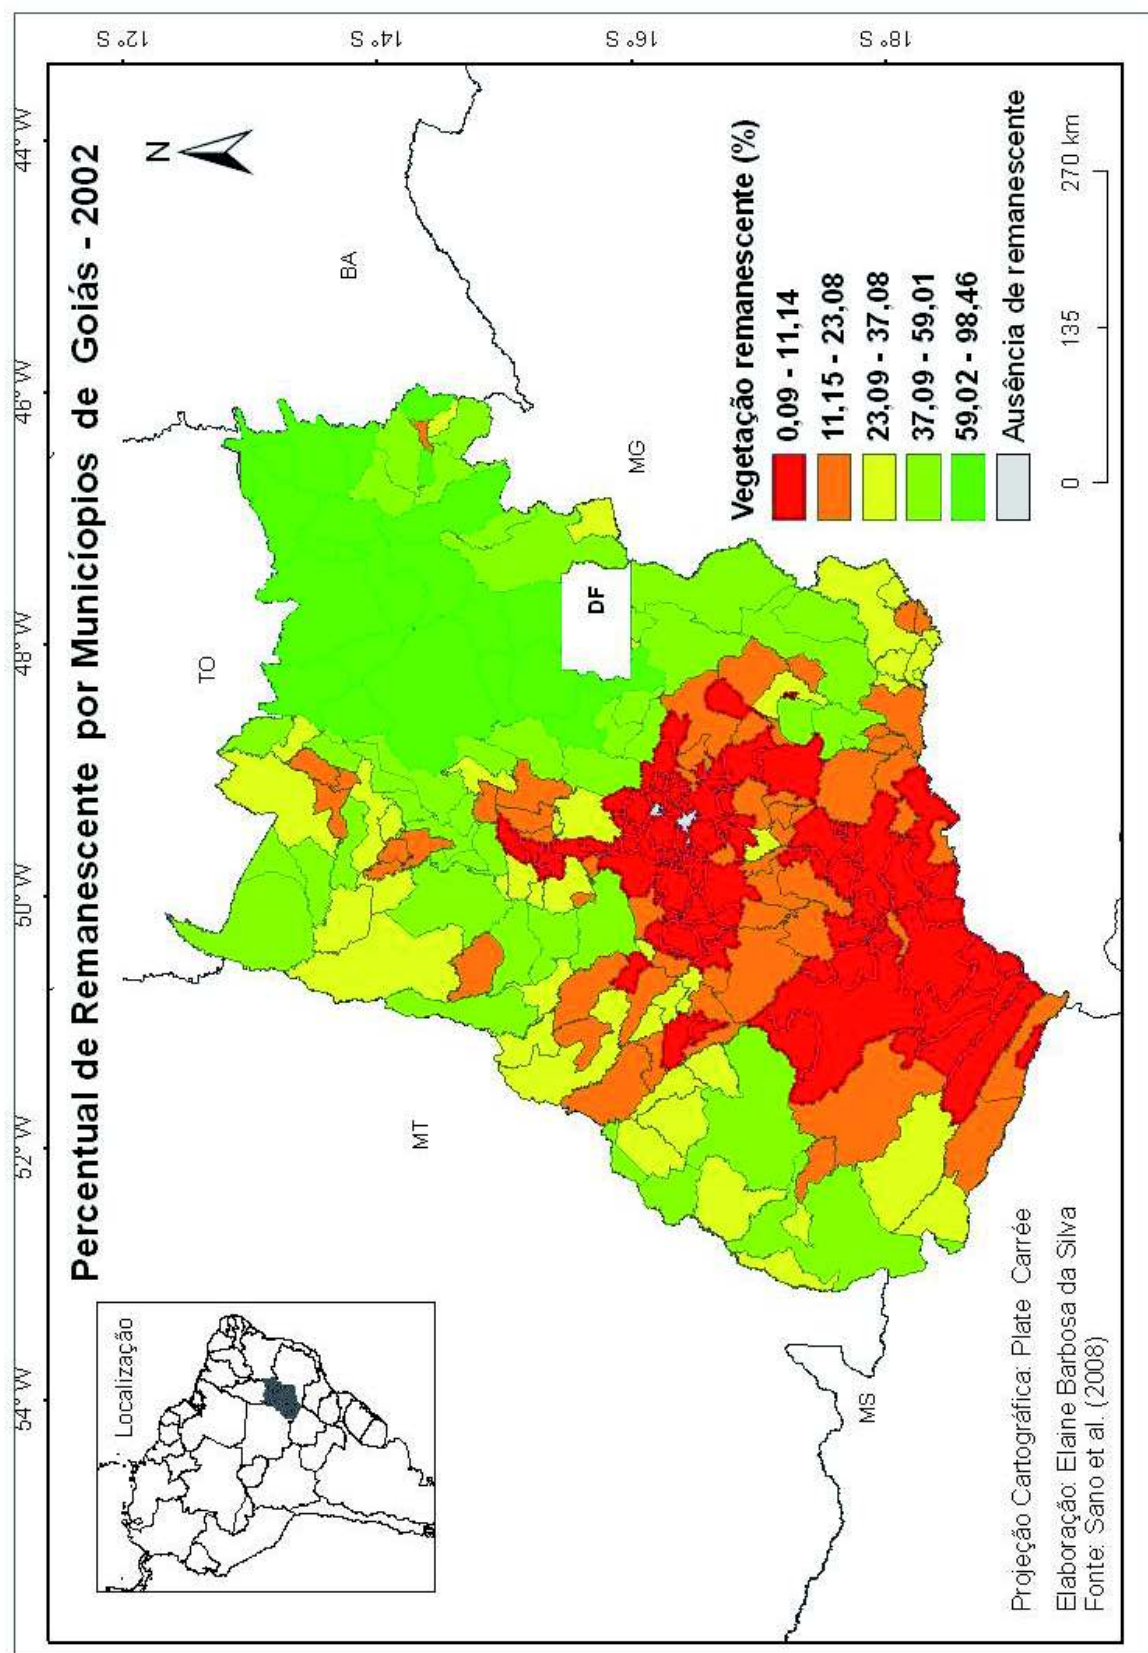 Percentual de Remanescente por Municíopios de Goiás - 2002
Localização
54° W
52° W
50° W
48° W
46° W
44° W
12° S
14° S
16° S
18° S
N
TO
BA
MT
DF
MG
MS
Vegetação remanescente (%)
0,09 - 11,14
11,15 - 23,08
23,09 - 37,08
37,09 - 59,01
59,02 - 98,46
Ausência de remanescente
0 135 270 km
Projeção Cartográfica: Plate Carrée
Elaboração: Elaine Barbosa da Silva
Fonte: Sano et al. (2008)